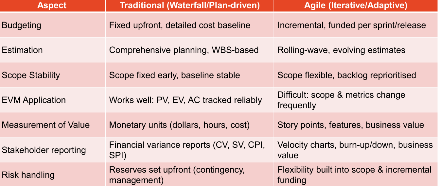 Aspect Traditional (Waterfall/Plan-driven) Agile (Iterative/Adaptive)
Budgeting Fixed upfront, detailed cost baseline Incremental, funded per sprint/release
Estimation Comprehensive planning, WBS-based Rolling-wave, evolving estimates
Scope Stability Scope fixed early, baseline stable Scope flexible, backlog reprioritised
EVM Application Works well: PV, EV, AC tracked reliably Difficult: scope & metrics change
frequently
Measurement of Value Monetary units (dollars, hours, cost) Story points, features, business value
Stakeholder reporting Financial variance reports (CV, SV, CPI, Velocity charts, burn-up/down, business
SPI) value
Risk handling Reserves set upfront (contingency, Flexibility built into scope & incremental
management) funding